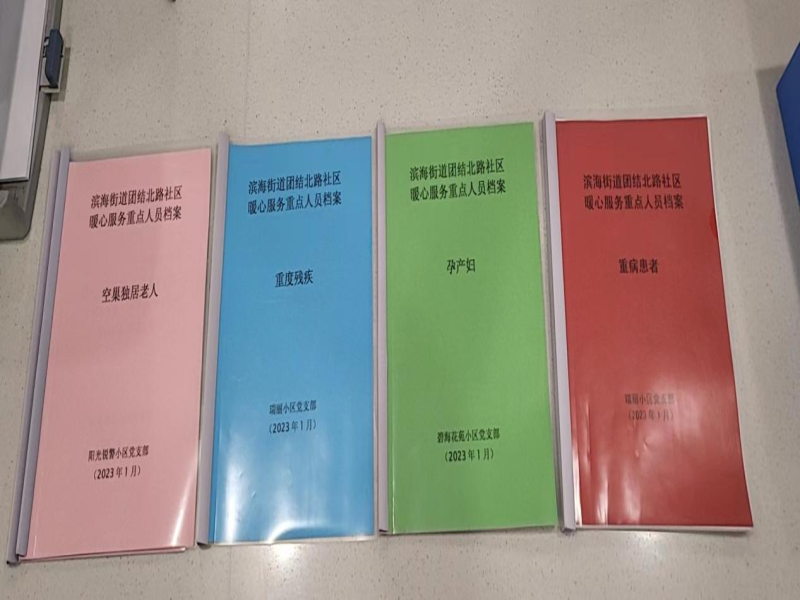 滨海街道团结北路社区
暖心服务重点人员档案
空巢独居老人
阳光锐磐小区党支部
（2023年1月）
滨海街道团结北路社区
暖心服务重点人员档案
重度残疾
瑞丽小区党支部
（2023年1月）
滨海街道团结北路社区
暖心服务重点人员档案
孕产妇
碧海花苑小区党支部
（2023年1月）
滨海街道团结北路社区
暖心服务重点人员档案
重病患者
瑞丽小区党支部
（2023年1月）